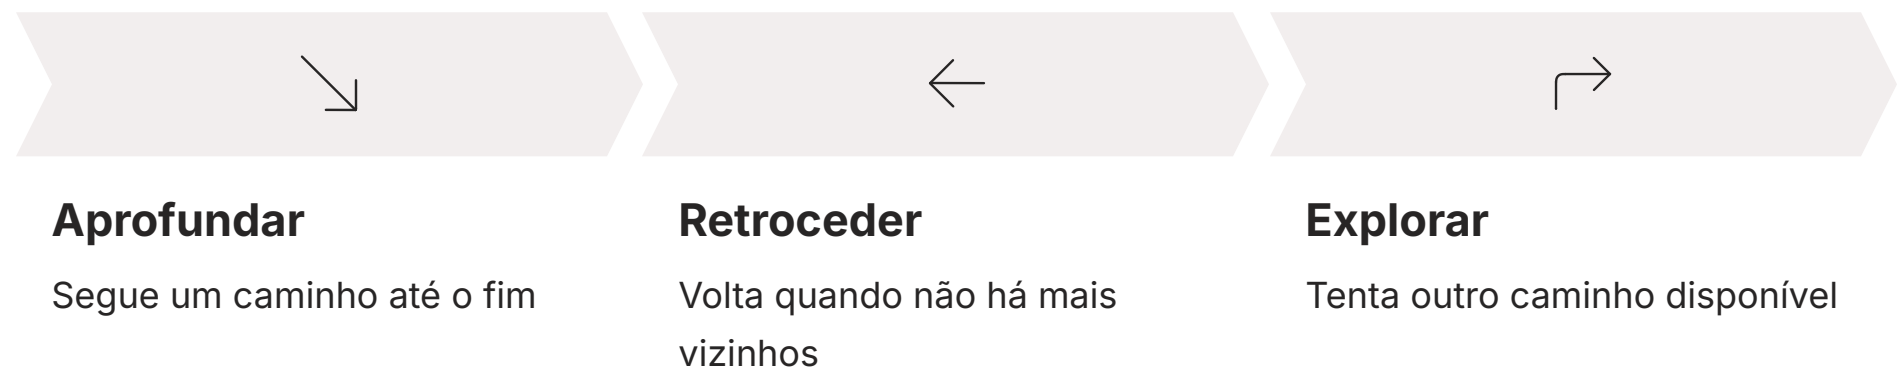 Aprofundar
Segue um caminho até o fim
Retroceder
Volta quando não há mais
vizinhos
Explorar
Tenta outro caminho disponível